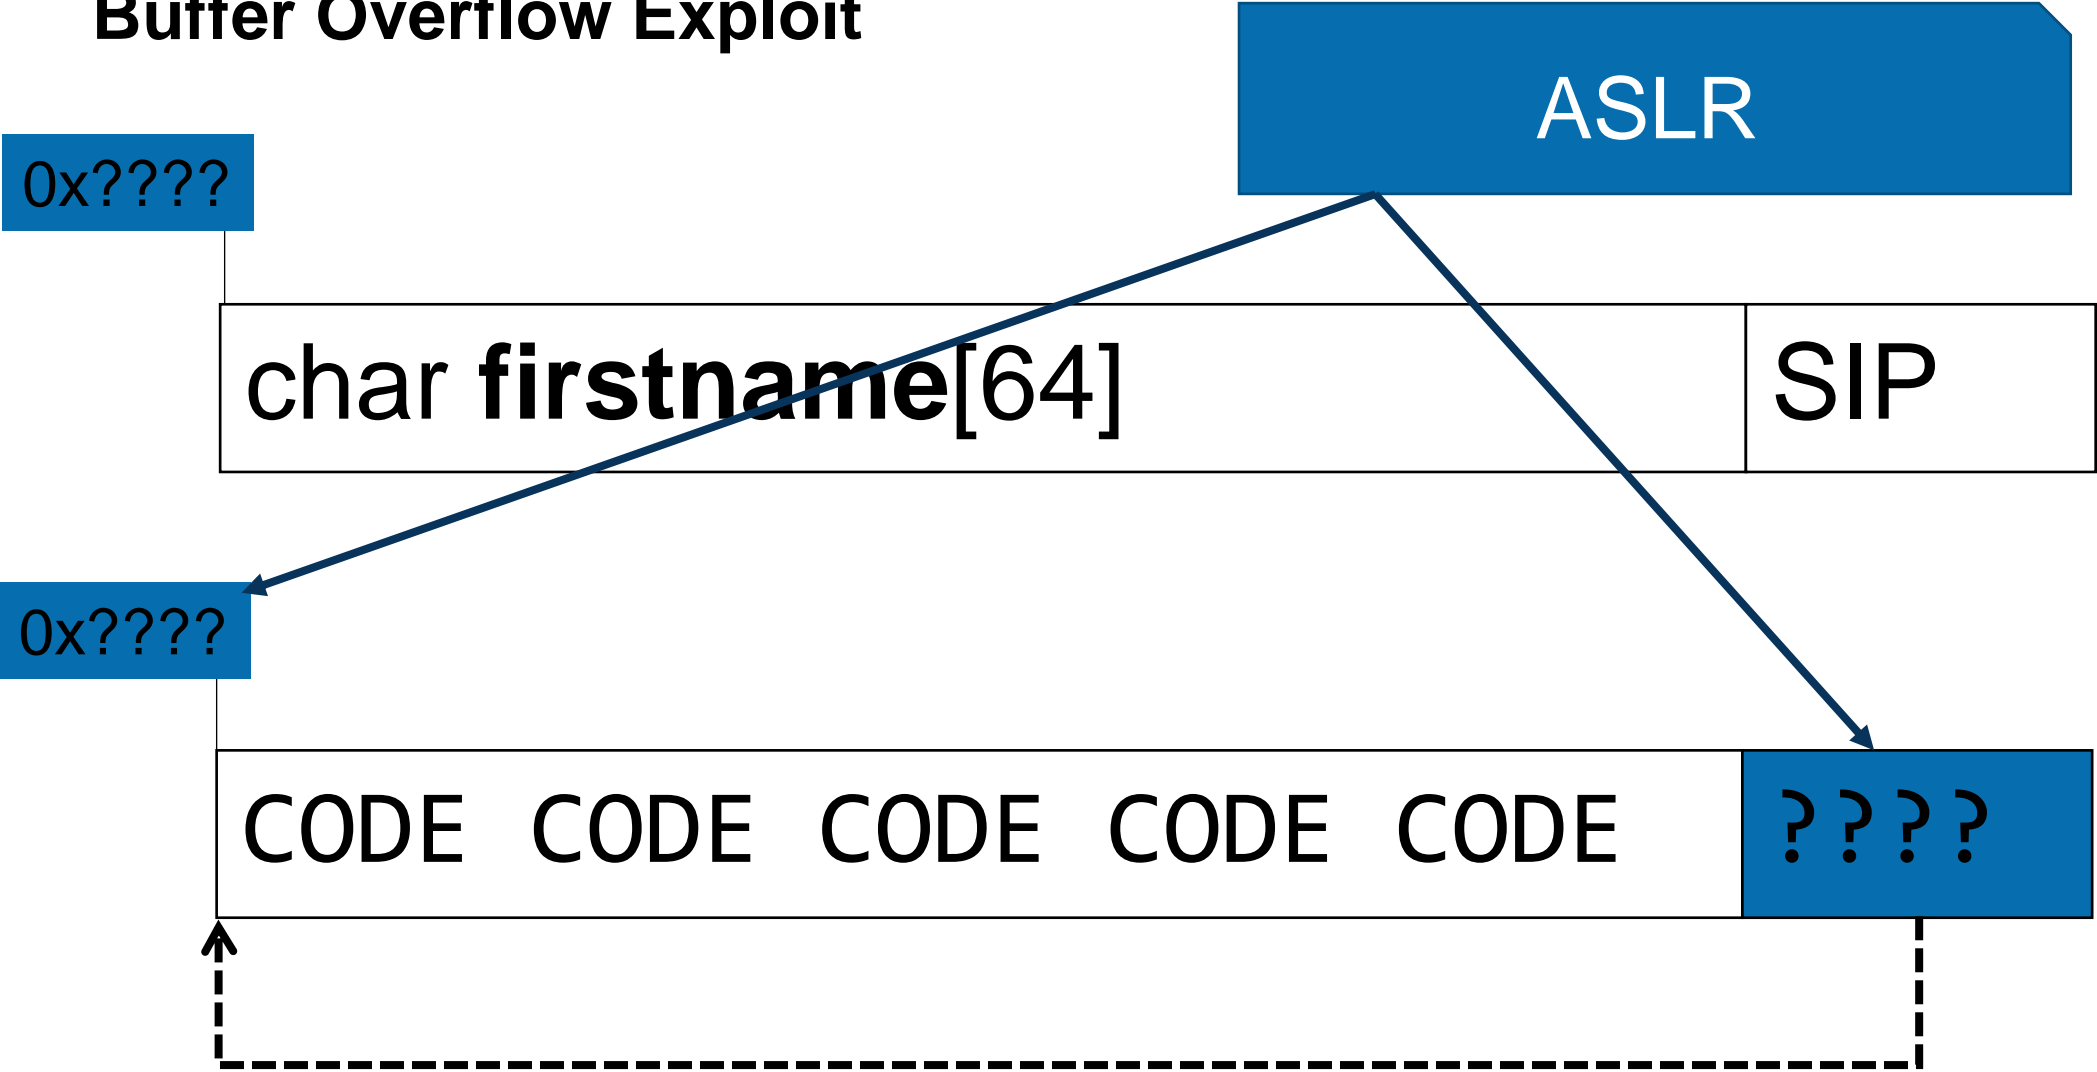 Buffer Overflow Exploit
ASLR
0x????
char firstname[64] SIP
0x????
CODE CODE CODE CODE CODE ????